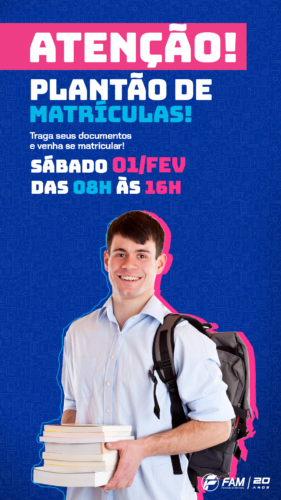 ATENÇÃO!
PLANTÃO DE
MATRÍCULAS!
Traga seus documentos
e venha se matricular!
SÁBADO 01/FEV
DAS 08H ÀS 16H
FAM 20
ANOS